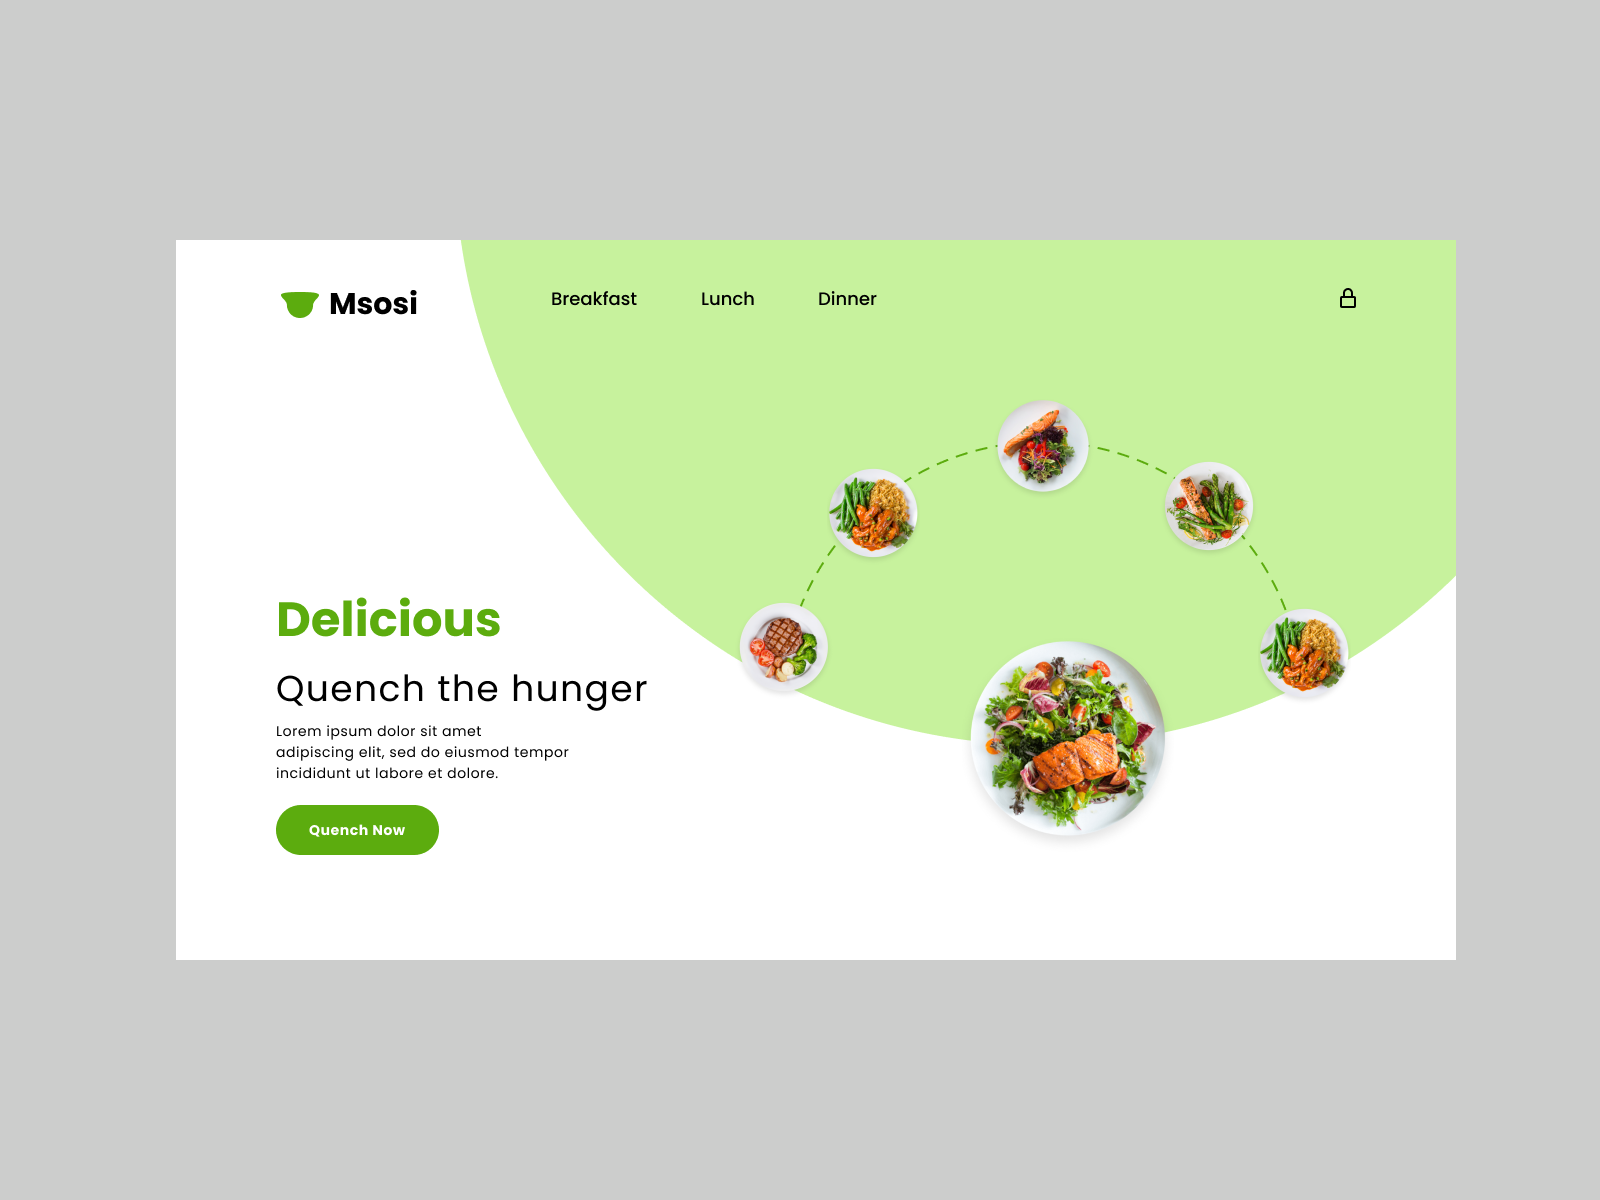 Msosi
Breakfast
Lunch
Dinner
Delicious
Quench the hunger
Lorem ipsum dolor sit amet
adipiscing elit, sed do eiusmod tempor
incididunt ut labore et dolore.
Quench Now